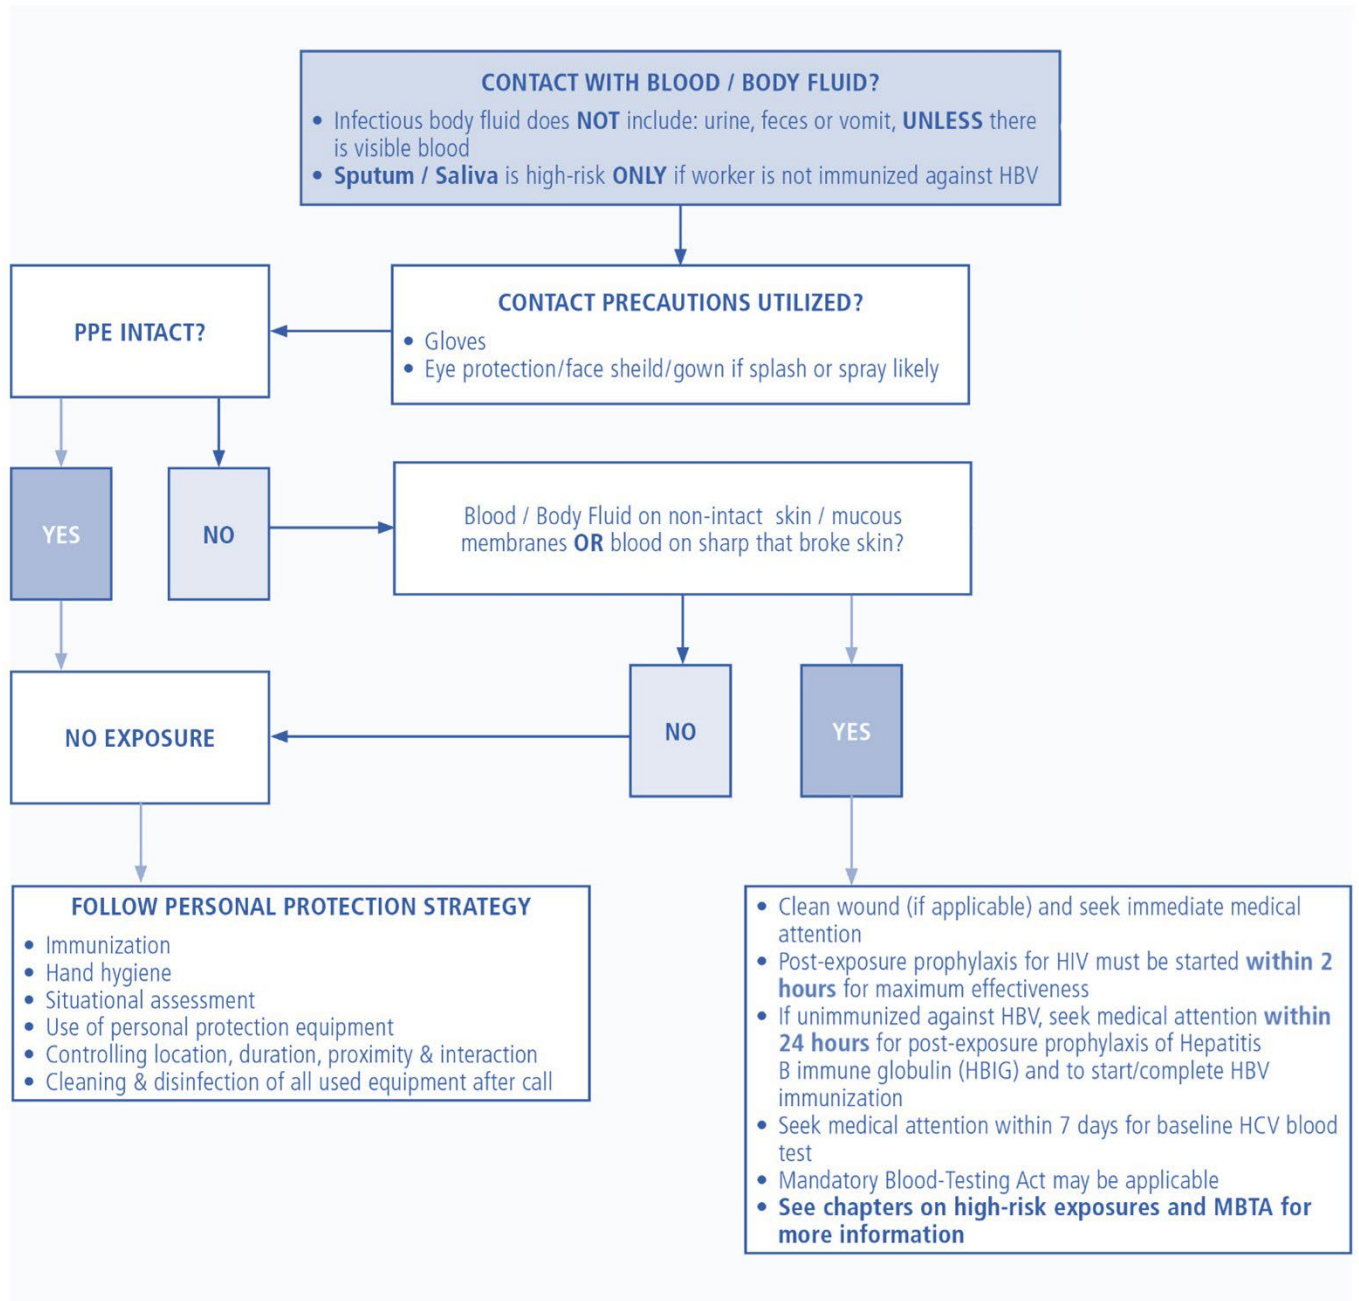 CONTACT WITH BLOOD / BODY FLUID?
• Infectious body fluid does NOT include: urine, feces or vomit, UNLESS there
is visible blood
• Sputum / Saliva is high-risk ONLY if worker is not immunized against HBV
PPE INTACT?
CONTACT PRECAUTIONS UTILIZED?
• Gloves
• Eye protection/face sheild/gown if splash or spray likely
YES
NO
Blood / Body Fluid on non-intact skin / mucous
membranes OR blood on sharp that broke skin?
NO EXPOSURE
NO
YES
FOLLOW PERSONAL PROTECTION STRATEGY
• Immunization
• Hand hygiene
• Situational assessment
• Use of personal protection equipment
• Controlling location, duration, proximity & interaction
• Cleaning & disinfection of all used equipment after call
• Clean wound (if applicable) and seek immediate medical
attention
• Post-exposure prophylaxis for HIV must be started within 2
hours for maximum effectiveness
• If unimmunized against HBV, seek medical attention within
24 hours for post-exposure prophylaxis of Hepatitis
B immune globulin (HBIG) and to start/complete HBV
immunization
• Seek medical attention within 7 days for baseline HCV blood
test
• Mandatory Blood-Testing Act may be applicable
• See chapters on high-risk exposures and MBTA for
more information